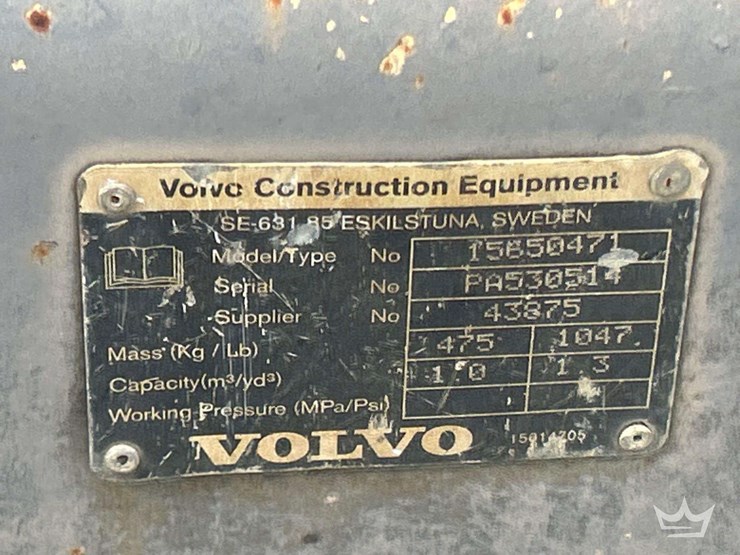 Volvo Construction Equipment
SE-631 85 ESKILSTUNA, SWEDEN
Model/Type No 15650471
Serial No PA530514
Supplier No 43875
Mass (Kg / Lb) 475 1047.
Capacity(m³/yd³) 1.0 1.3
Working Pressure (MPa/Psi)
VOLVO